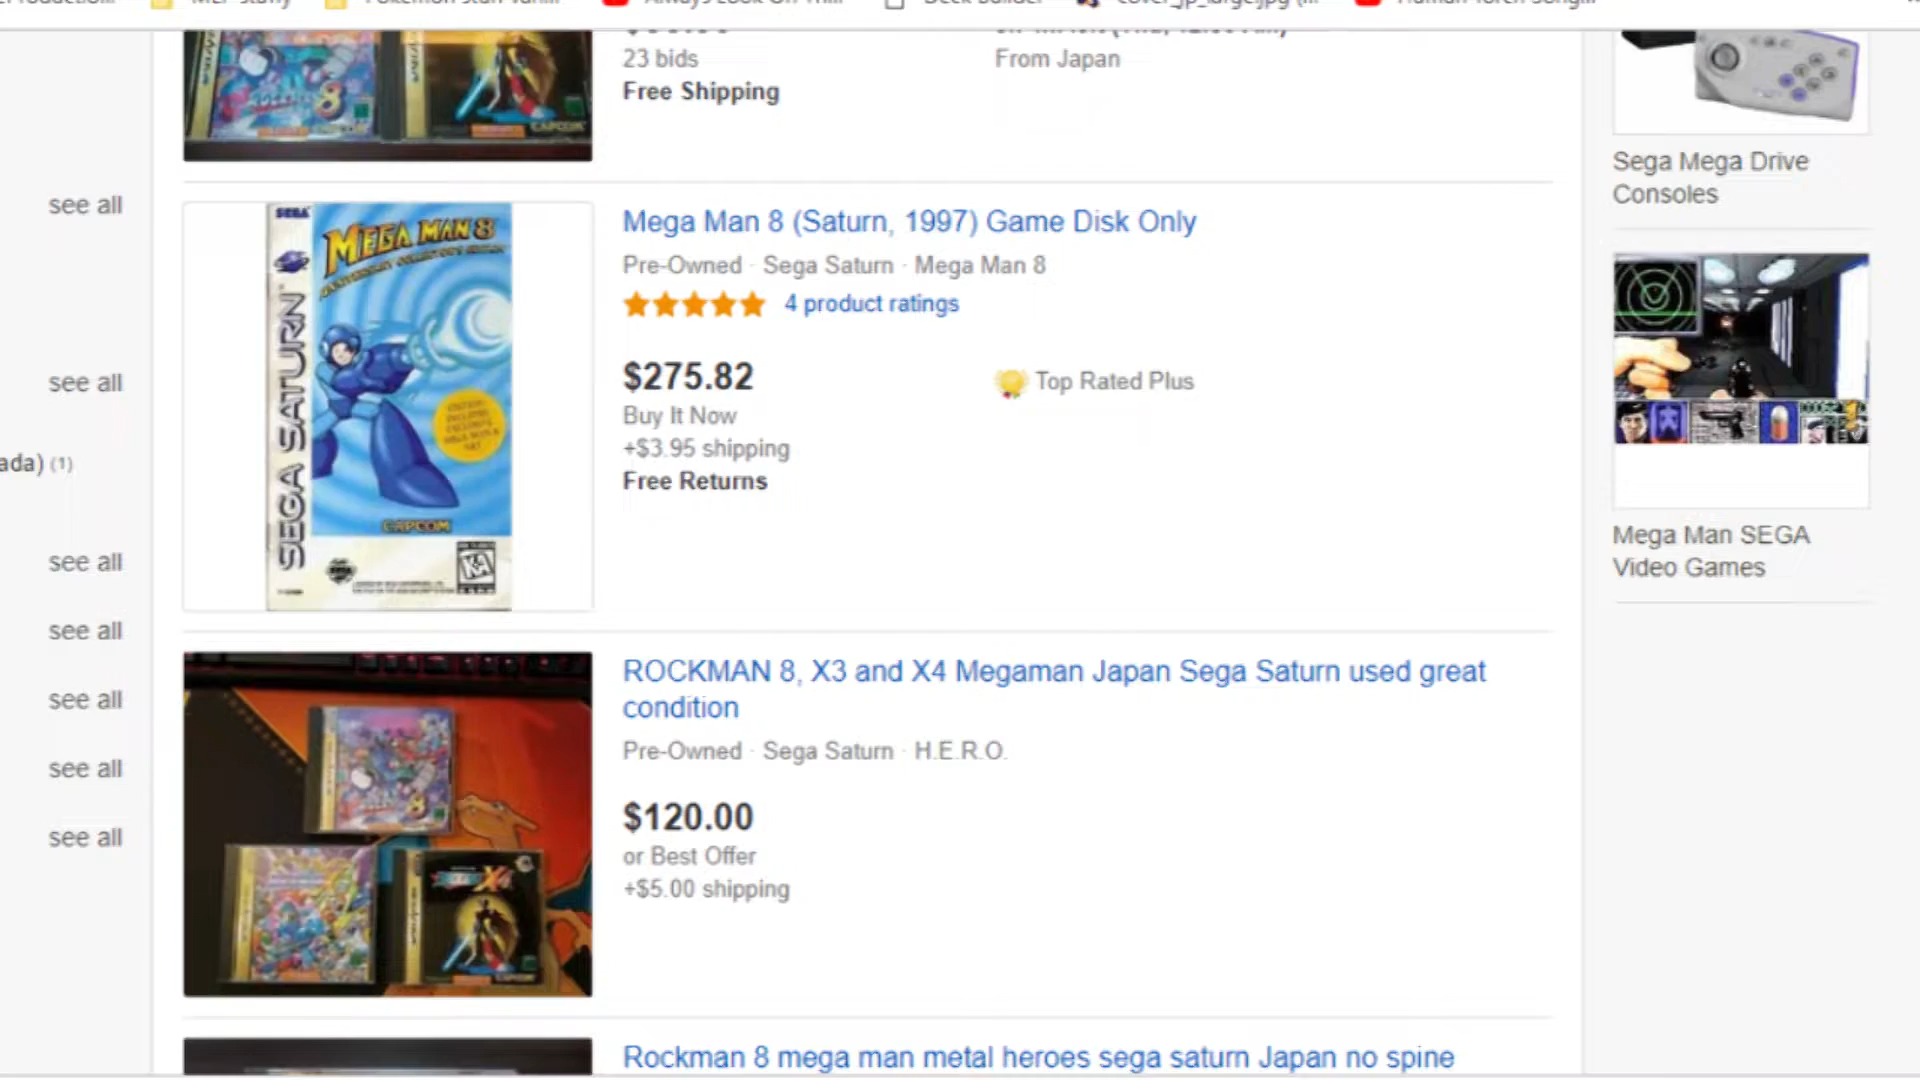 23 bids
From Japan
Free Shipping
see all
Mega Man 8 (Saturn, 1997) Game Disk Only
Pre-Owned · Sega Saturn · Mega Man 8
4 product ratings
$275.82
Top Rated Plus
Buy It Now
+$3.95 shipping
Free Returns
SEGA
MEGA MAN 8
SEGA SATURN
CAPCOM
KA
see all
ada) (1)
see all
see all
see all
see all
see all
ROCKMAN 8, X3 and X4 Megaman Japan Sega Saturn used great
condition
Pre-Owned · Sega Saturn · H.E.R.O.
$120.00
or Best Offer
+$5.00 shipping
Rockman 8 mega man metal heroes sega saturn Japan no spine
Sega Mega Drive
Consoles
Mega Man SEGA
Video Games